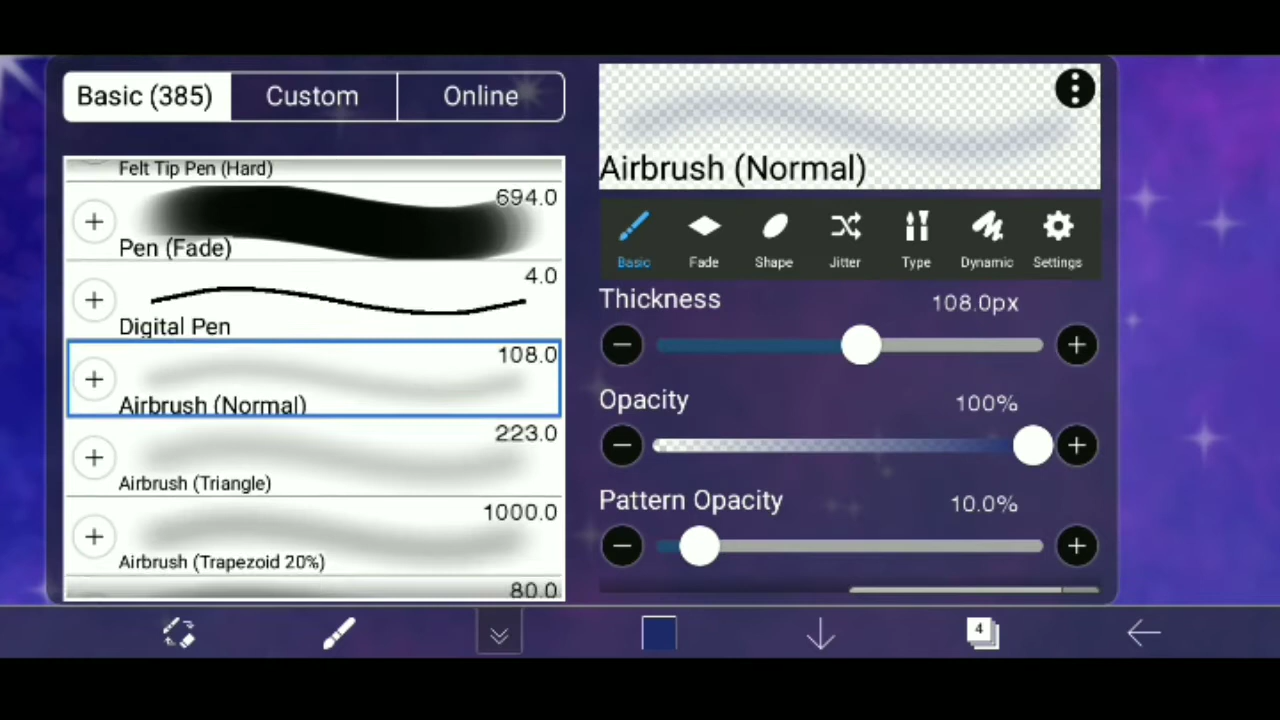 Basic (385)
Custom
Online
Felt Tip Pen (Hard)
694.0
Pen (Fade)
4.0
Digital Pen
108.0
Airbrush (Normal)
223.0
Airbrush (Triangle)
1000.0
Airbrush (Trapezoid 20%)
80.0
Airbrush (Normal)
Basic
Fade
Shape
Jitter
Type
Dynamic
Settings
Thickness
108.0px
Opacity
100%
Pattern Opacity
10.0%
4